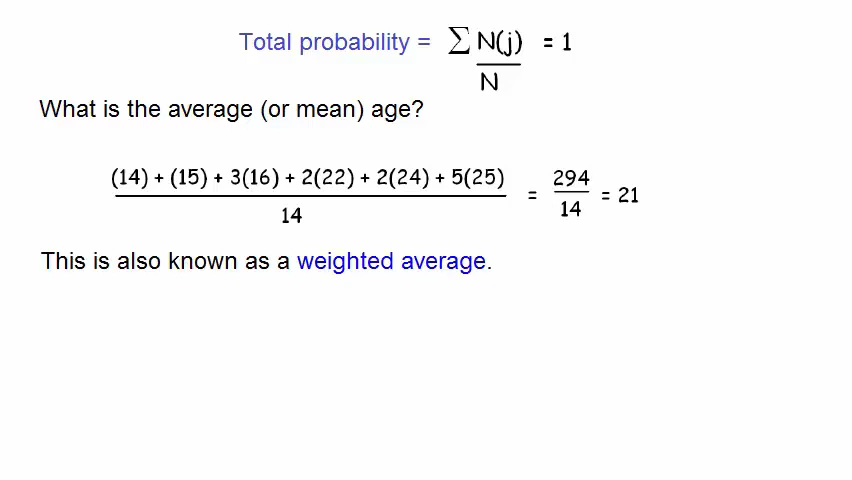 Total probability = ∑ N(j)/N = 1
What is the average (or mean) age?
(14) + (15) + 3(16) + 2(22) + 2(24) + 5(25)/14 = 294/14 = 21
This is also known as a weighted average.